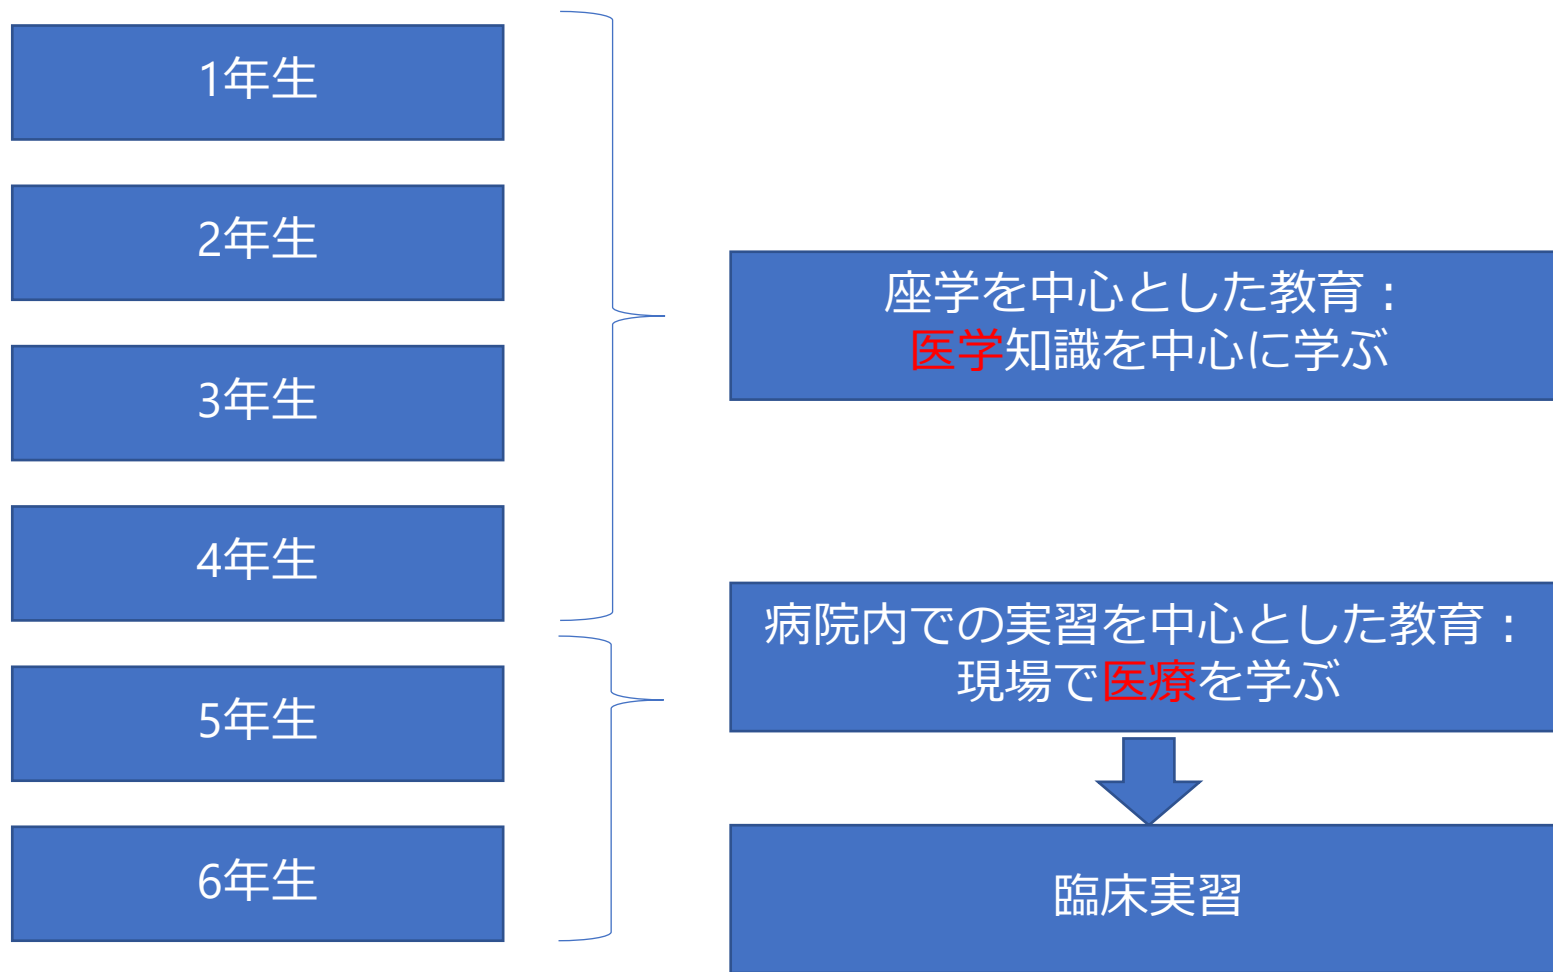 1年生
2年生
3年生
4年生
5年生
6年生
座学を中心とした教育：
医学知識を中心に学ぶ
病院内での実習を中心とした教育：
現場で医療を学ぶ
臨床実習